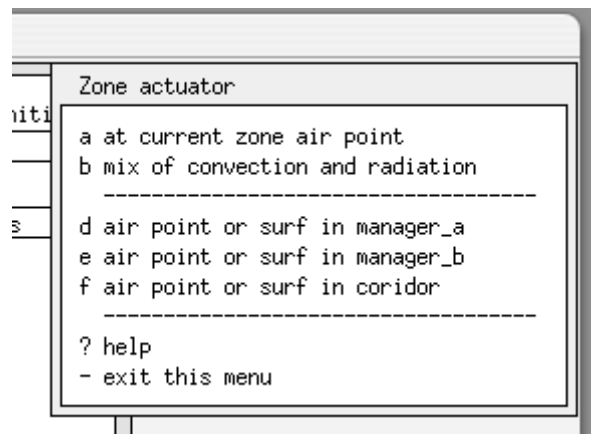 Zone actuator
niti
a at current zone air point
b mix of convection and radiation
------------------------------------
s
d air point or surf in manager_a
e air point or surf in manager_b
f air point or surf in coridor
------------------------------------
? help
- exit this menu